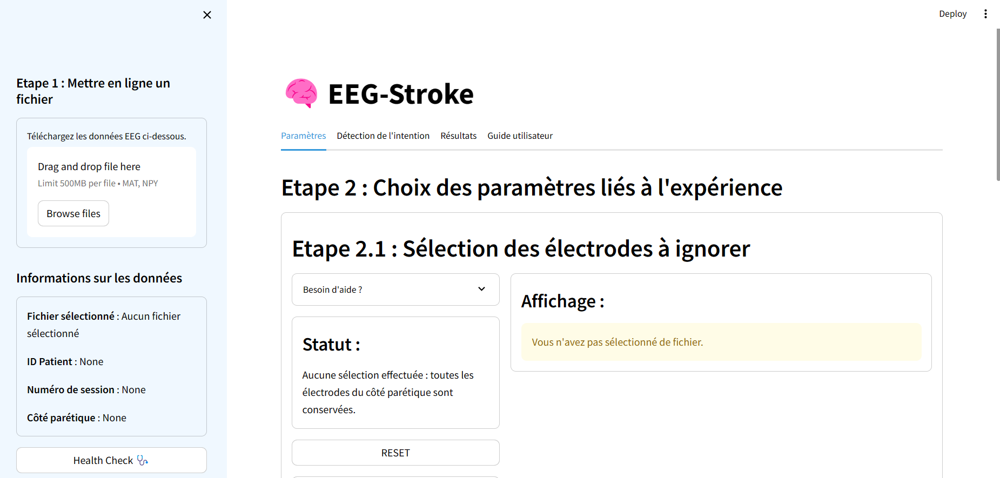 Deploy
Etape 1 : Mettre en ligne un
fichier
Téléchargez les données EEG ci-dessous.
Drag and drop file here
Limit 500MB per file • MAT, NPY
Browse files
Informations sur les données
Fichier sélectionné : Aucun fichier
sélectionné
ID Patient : None
Numéro de session : None
Côté parétique : None
Health Check
EEG-Stroke
Paramètres Détection de l'intention Résultats Guide utilisateur
Etape 2 : Choix des paramètres liés à l'expérience
Etape 2.1 : Sélection des électrodes à ignorer
Besoin d'aide ?
Statut :
Aucune sélection effectuée : toutes les
électrodes du côté parétique sont
conservées.
RESET
Affichage :
Vous n'avez pas sélectionné de fichier.